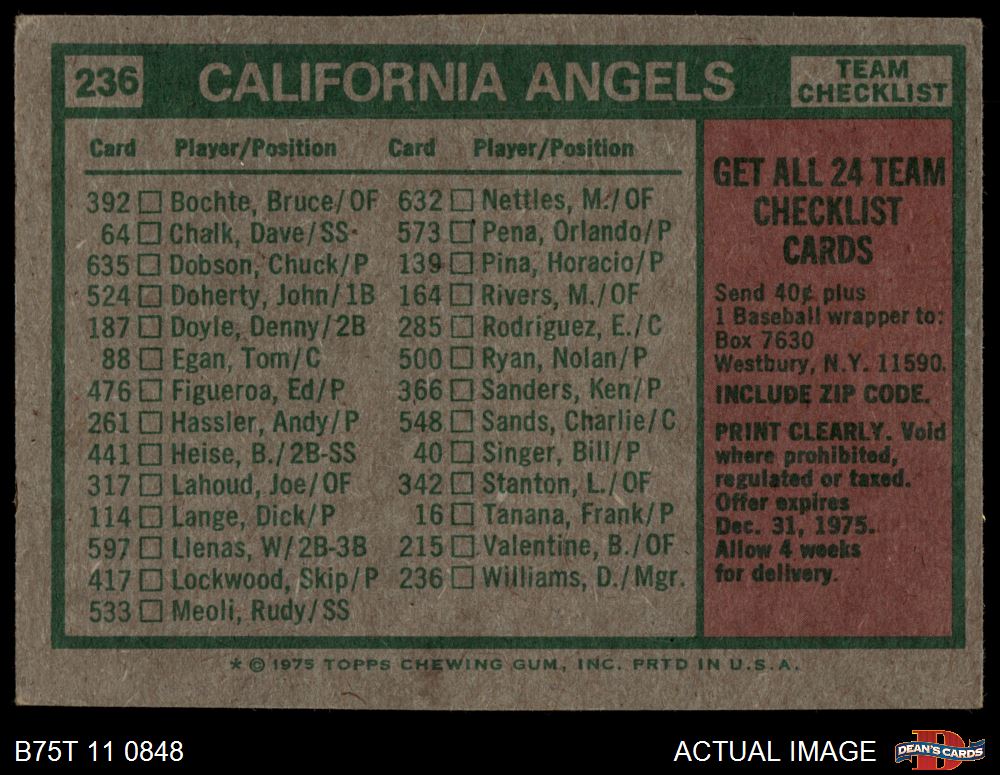 236 CALIFORNIA ANGELS TEAM CHECKLIST
Card Player/Position Card Player/Position
392 Bochte, Bruce/OF
64 Chalk, Dave/SS
635 Dobson, Chuck/P
524 Doherty, John/1B
187 Doyle, Denny/2B
88 Egan, Tom/C
476 Figueroa, Ed/P
261 Hassler, Andy/P
441 Heise, B./2B-SS
317 Lahoud, Joe/OF
114 Lange, Dick/P
597 Llenas, W/2B-3B
417 Lockwood, Skip/P
533 Meoli, Rudy/SS
632 Nettles, M./OF
573 Pena, Orlando/P
139 Pina, Horacio/P
164 Rivers, M./OF
285 Rodriguez, E./C
500 Ryan, Nolan/P
366 Sanders, Ken/P
548 Sands, Charlie/C
40 Singer, Bill/P
342 Stanton, L./OF
16 Tanana, Frank/P
215 Valentine, B./OF
236 Williams, D./Mgr.
GET ALL 24 TEAM
CHECKLIST
CARDS
Send 40¢ plus
1 Baseball wrapper to:
Box 7630
Westbury, N.Y. 11590.
INCLUDE ZIP CODE.
PRINT CLEARLY. Void
where prohibited,
regulated or taxed.
Offer expires
Dec. 31, 1975.
Allow 4 weeks
for delivery.
* © 1975 TOPPS CHEWING GUM, INC. PRTD IN U.S.A.
B75T 11 0848
ACTUAL IMAGE
D
DEAN'S CARDS